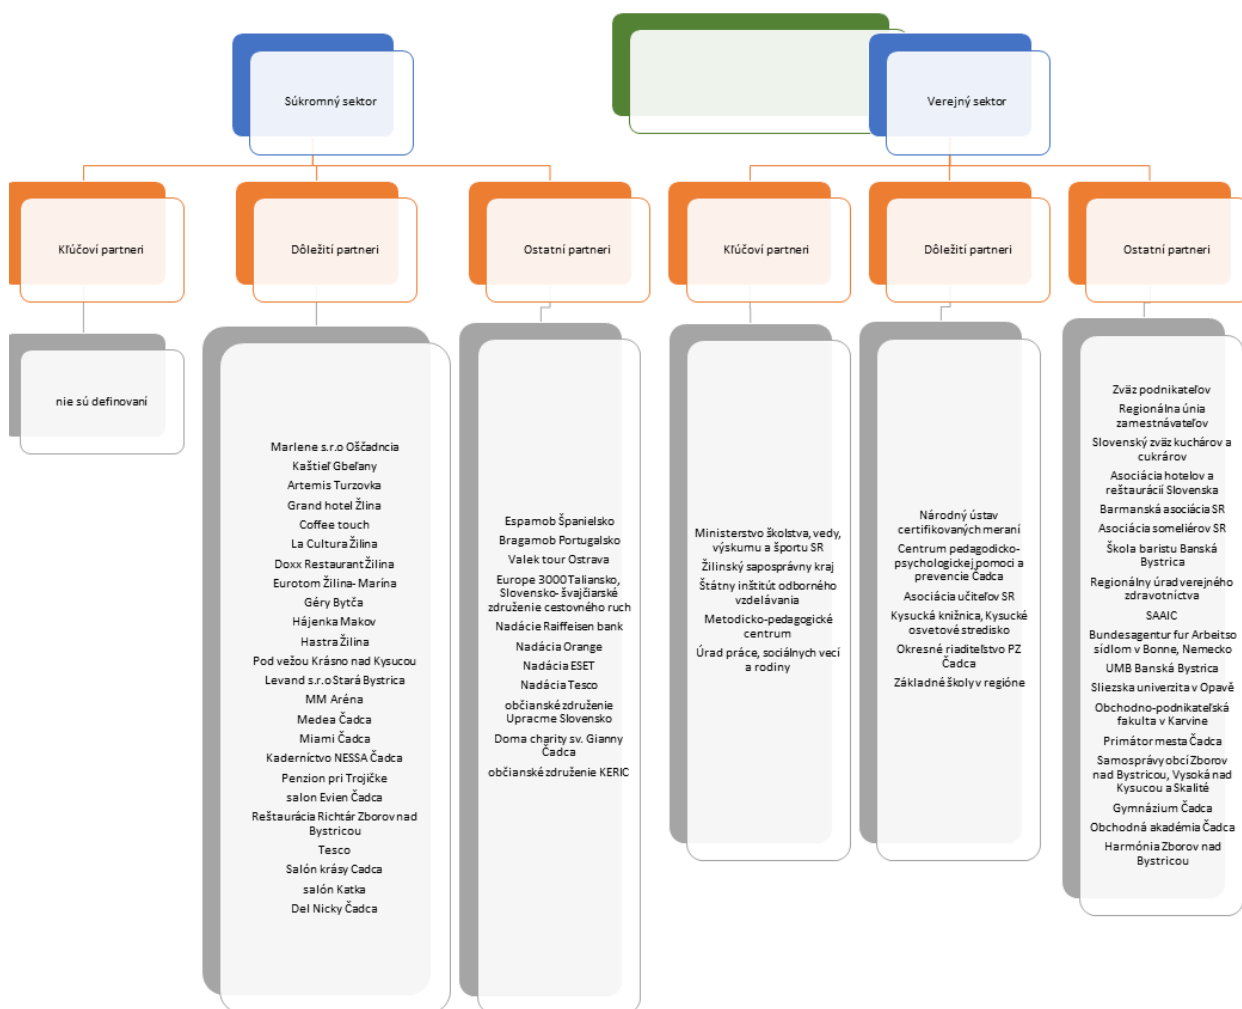 Súkromný sektor
Verejný sektor
Kľúčoví partneri
Dôležití partneri
Ostatní partneri
Kľúčoví partneri
Dôležití partneri
Ostatní partneri
nie sú definovaní
Marlene s.r.o Oščadncia
Kaštieľ Gbeľany
Artemis Turzovka
Grand hotel Žlina
Coffee touch
La Cultura Žilina
Doxx Restaurant Žilina
Eurotom Žilina- Marína
Géry Bytča
Hájenka Makov
Hastra Žilina
Pod vežou Krásno nad Kysucou
Levand s.r.o Stará Bystrica
MM Aréna
Medea Čadca
Miami Čadca
Kaderníctvo NESSA Čadca
Penzion pri Trojičke
salon Evien Čadca
Reštaurácia Richtár Zborov nad
Bystricou
Tesco
Salón krásy Cadca
salón Katka
Del Nicky Čadca
Espamob Španielsko
Bragamob Portugalsko
Valek tour Ostrava
Europe 3000 Taliansko,
Slovensko- švajčiarské
združenie cestovného ruch
Nadácie Raiffeisen bank
Nadácia Orange
Nadácia ESET
Nadácia Tesco
občianské združenie
Upracme Slovensko
Doma charity sv. Gianny
Čadca
občianské združenie KERIC
Ministerstvo školstva, vedy,
výskumu a športu SR
Žilinský saposprávny kraj
Štátny inštitút odborného
vzdelávania
Metodicko-pedagogické
centrum
Úrad práce, sociálnych vecí
a rodiny
Národný ústav
certifikovaných meraní
Centrum pedagodicko-
psychologickej pomoci a
prevencie Čadca
Asociácia učiteľov SR
Kysucká knižnica, Kysucké
osvetové stredisko
Okresné riaditeľstvo PZ
Čadca
Základné školy v regióne
Zväz podnikateľov
Regionálna únia
zamestnávateľov
Slovenský zväz kuchárov a
cukrárov
Asociácia hotelov a
reštaurácií Slovenska
Barmanská asociácia SR
Asociácia someliérov SR
Škola baristu Banská
Bystrica
Regionálny úrad verejného
zdravotníctva
SAAIC
Bundesagentur fur Arbeit so
sídlom v Bonne, Nemecko
UMB Banská Bystrica
Sliezska univerzita v Opavě
Obchodno-podnikateľská
fakulta v Karvine
Primátor mesta Čadca
Samosprávy obcí Zborov
nad Bystricou, Vysoká nad
Kysucou a Skalité
Gymnázium Čadca
Obchodná akadémia Čadca
Harmónia Zborov nad
Bystricou